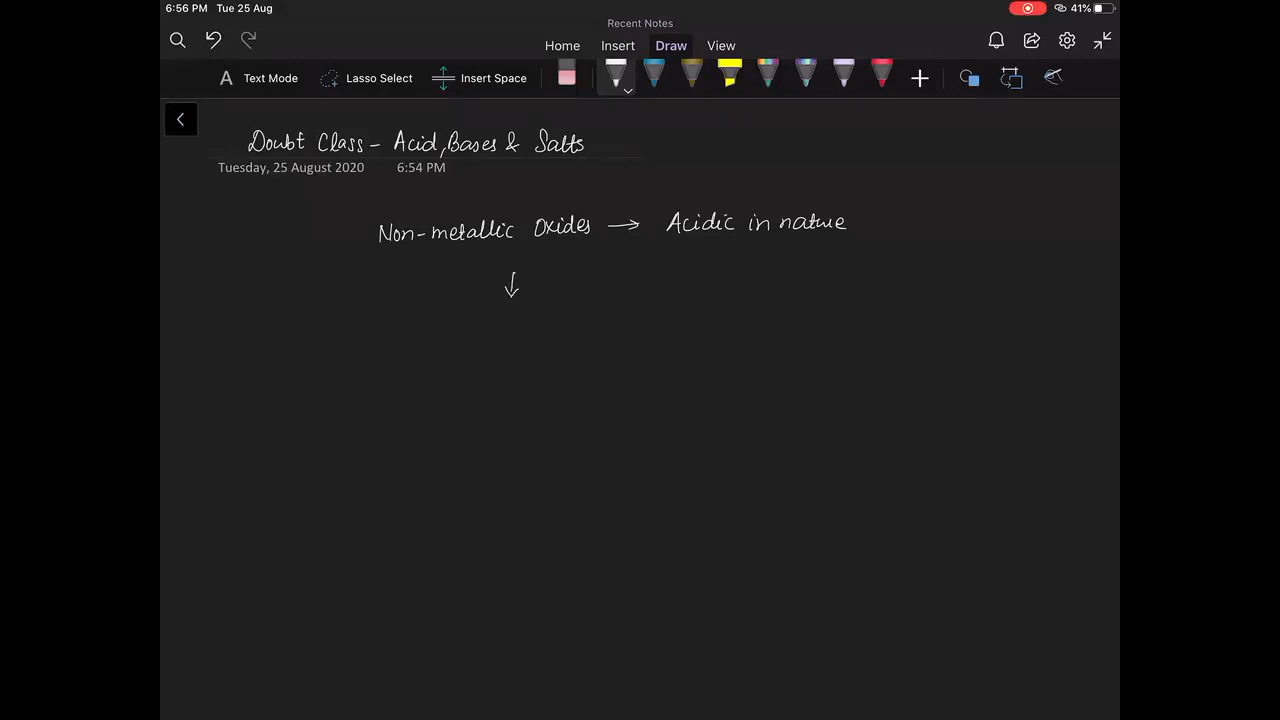 6:56 PM Tue 25 Aug 41%
Recent Notes
Home Insert Draw View
A Text Mode Lasso Select Insert Space
Doubt Class - Acid, Bases & Salts
Tuesday, 25 August 2020 6:54 PM
Non-metallic Oxides → Acidic in nature
↓